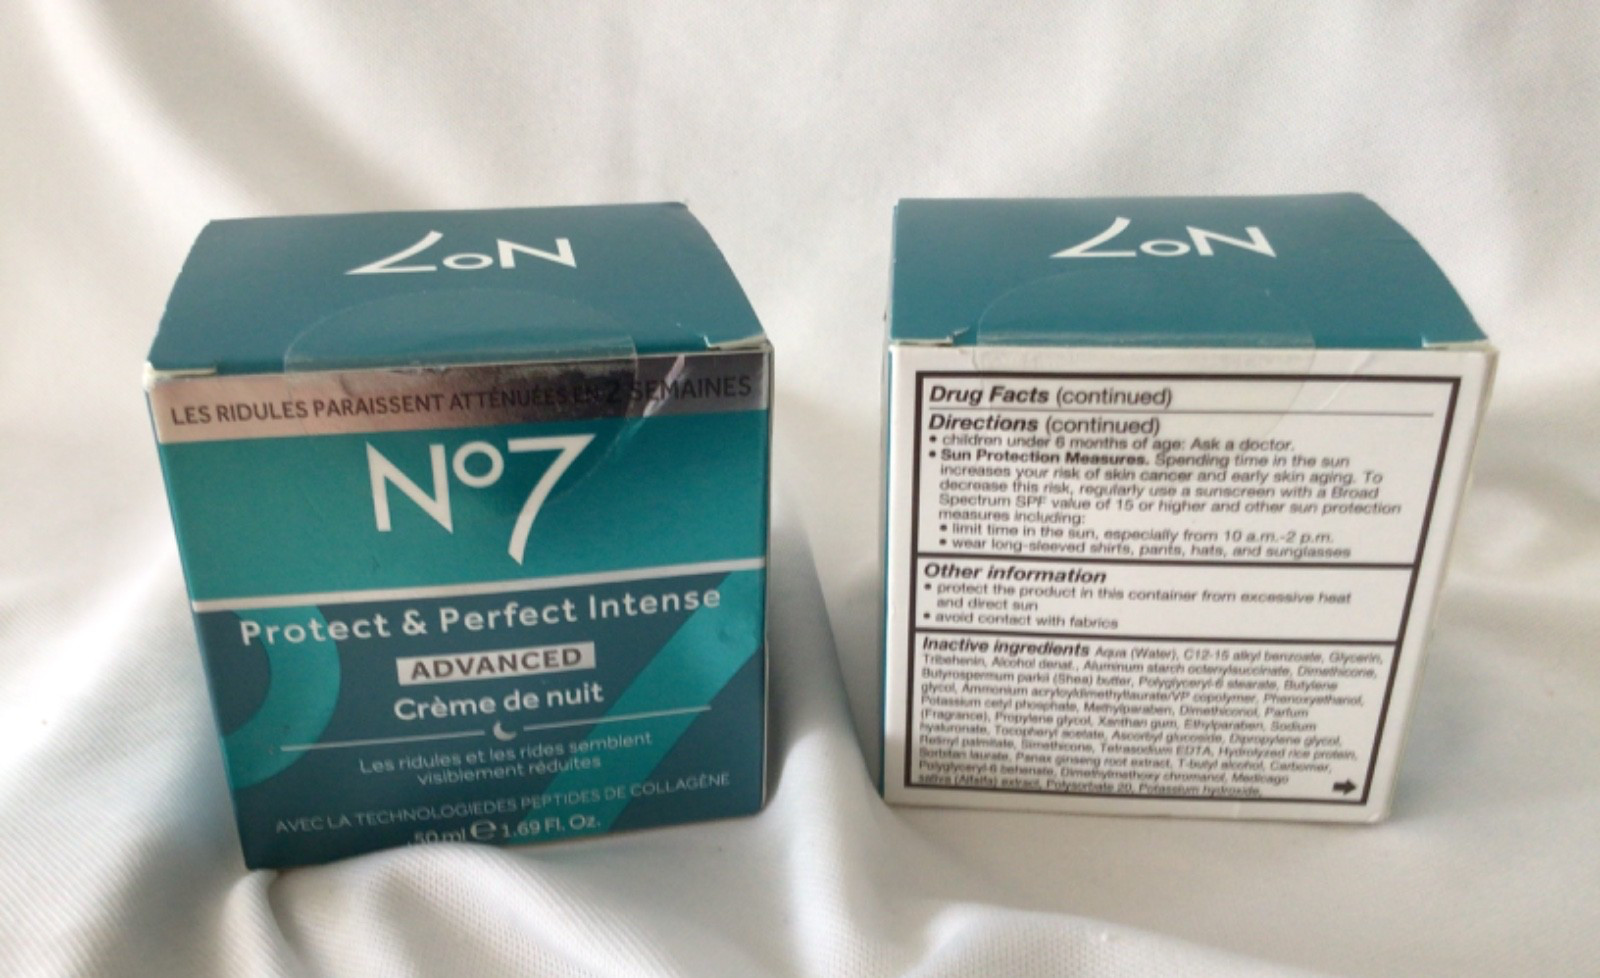 No7
LES RIDULES PARAISSENT ATTÉNUÉES EN 2 SEMAINES
No7
Protect & Perfect Intense
ADVANCED
Crème de nuit
Les ridules et les rides semblent
visiblement réduites
AVEC LA TECHNOLOGIEDES PEPTIDES DE COLLAGÈNE
50 ml e 1.69 Fl. Oz.
No7
Drug Facts (continued)
Directions (continued)
• children under 6 months of age: Ask a doctor.
• Sun Protection Measures. Spending time in the sun
increases your risk of skin cancer and early skin aging. To
decrease this risk, regularly use a sunscreen with a Broad
Spectrum SPF value of 15 or higher and other sun protection
measures including:
• limit time in the sun, especially from 10 a.m.-2 p.m.
• wear long-sleeved shirts, pants, hats, and sunglasses
Other information
• protect the product in this container from excessive heat
and direct sun
• avoid contact with fabrics
Inactive ingredients Aqua (Water), C12-15 alkyl benzoate, Glycerin,
Tribehenin, Alcohol denat., Aluminum starch octenylsuccinate, Dimethicone,
Butyrospermum parkii (Shea) butter, Polyglyceryl-6 stearate, Butylene
glycol, Ammonium acryloyldimethyltaurate/VP copolymer, Phenoxyethanol,
Potassium cetyl phosphate, Methylparaben, Dimethiconol, Parfum
(Fragrance), Propylene glycol, Xanthan gum, Ethylparaben, Sodium
hyaluronate, Tocopheryl acetate, Ascorbyl glucoside, Dipropylene glycol,
Retinyl palmitate, Simethicone, Tetrasodium EDTA, Hydrolyzed rice protein,
Sorbitan laurate, Panax ginseng root extract, T-butyl alcohol, Carbomer,
Polyglyceryl-6 behenate, Dimethylmethoxy chromanol, Medicago
sativa (Alfalfa) extract, Polysorbate 20, Potassium hydroxide,